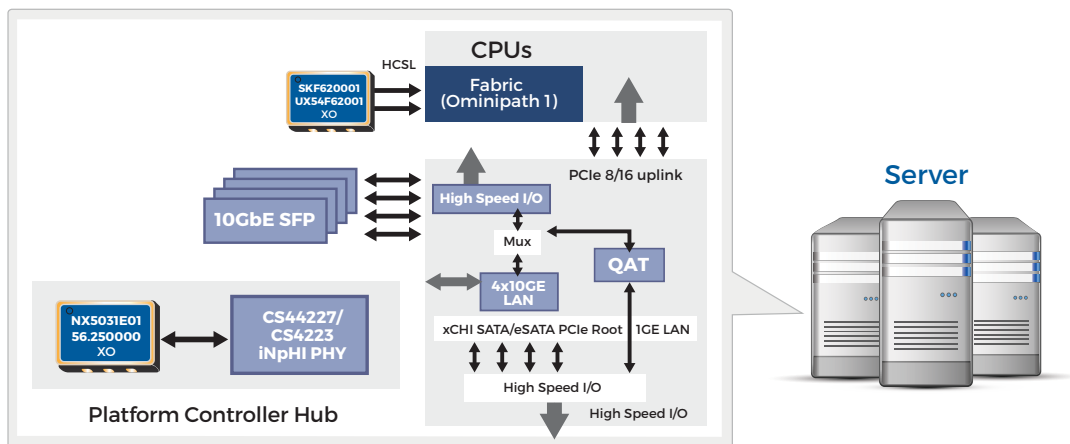 CPUs
HCSL
SKF620001
UX54F62001
XO
Fabric
(Ominipath 1)
PCIe 8/16 uplink
High Speed I/O
10GbE SFP
Mux
QAT
4x10GE
LAN
NX5031E01
56.250000
XO
CS44227/
CS4223
iNpHI PHY
xCHI SATA/eSATA PCIe Root
1GE LAN
High Speed I/O
High Speed I/O
Platform Controller Hub
Server